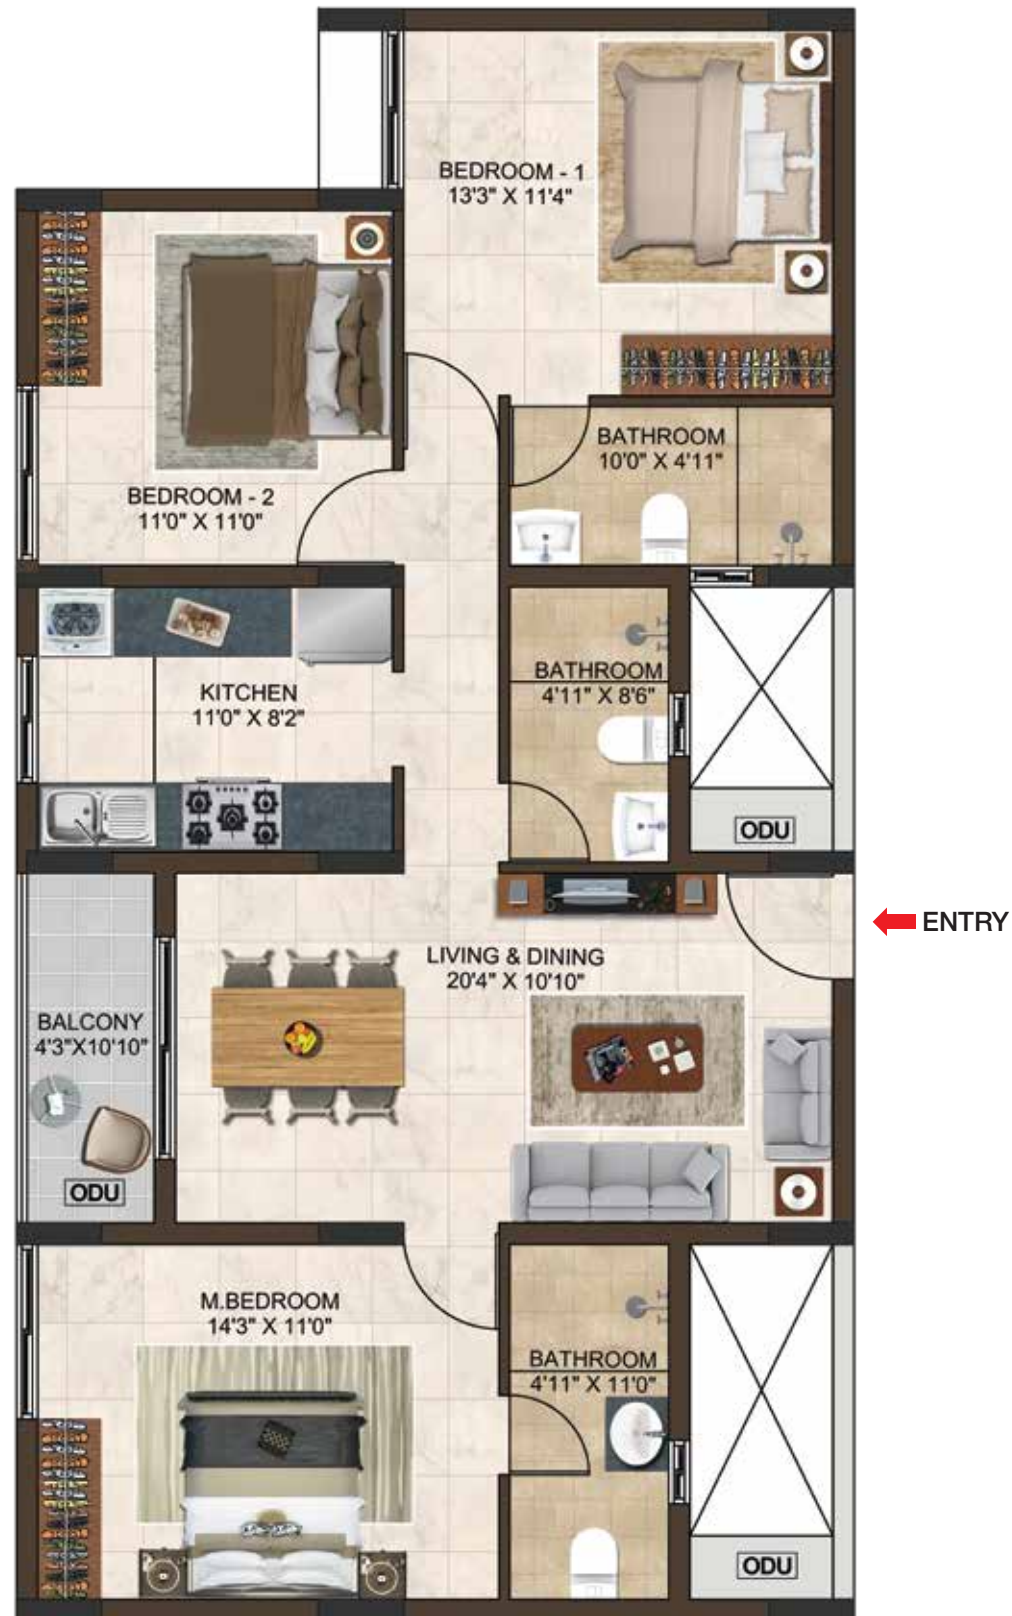 BEDROOM - 1
13'3" X 11'4"
BEDROOM - 2
11'0" X 11'0"
BATHROOM
10'0" X 4'11"
BATHROOM
4'11" X 8'6"
KITCHEN
11'0" X 8'2"
ODU
ENTRY
LIVING & DINING
20'4" X 10'10"
BALCONY
4'3"X10'10"
ODU
M.BEDROOM
14'3" X 11'0"
BATHROOM
4'11" X 11'0"
ODU